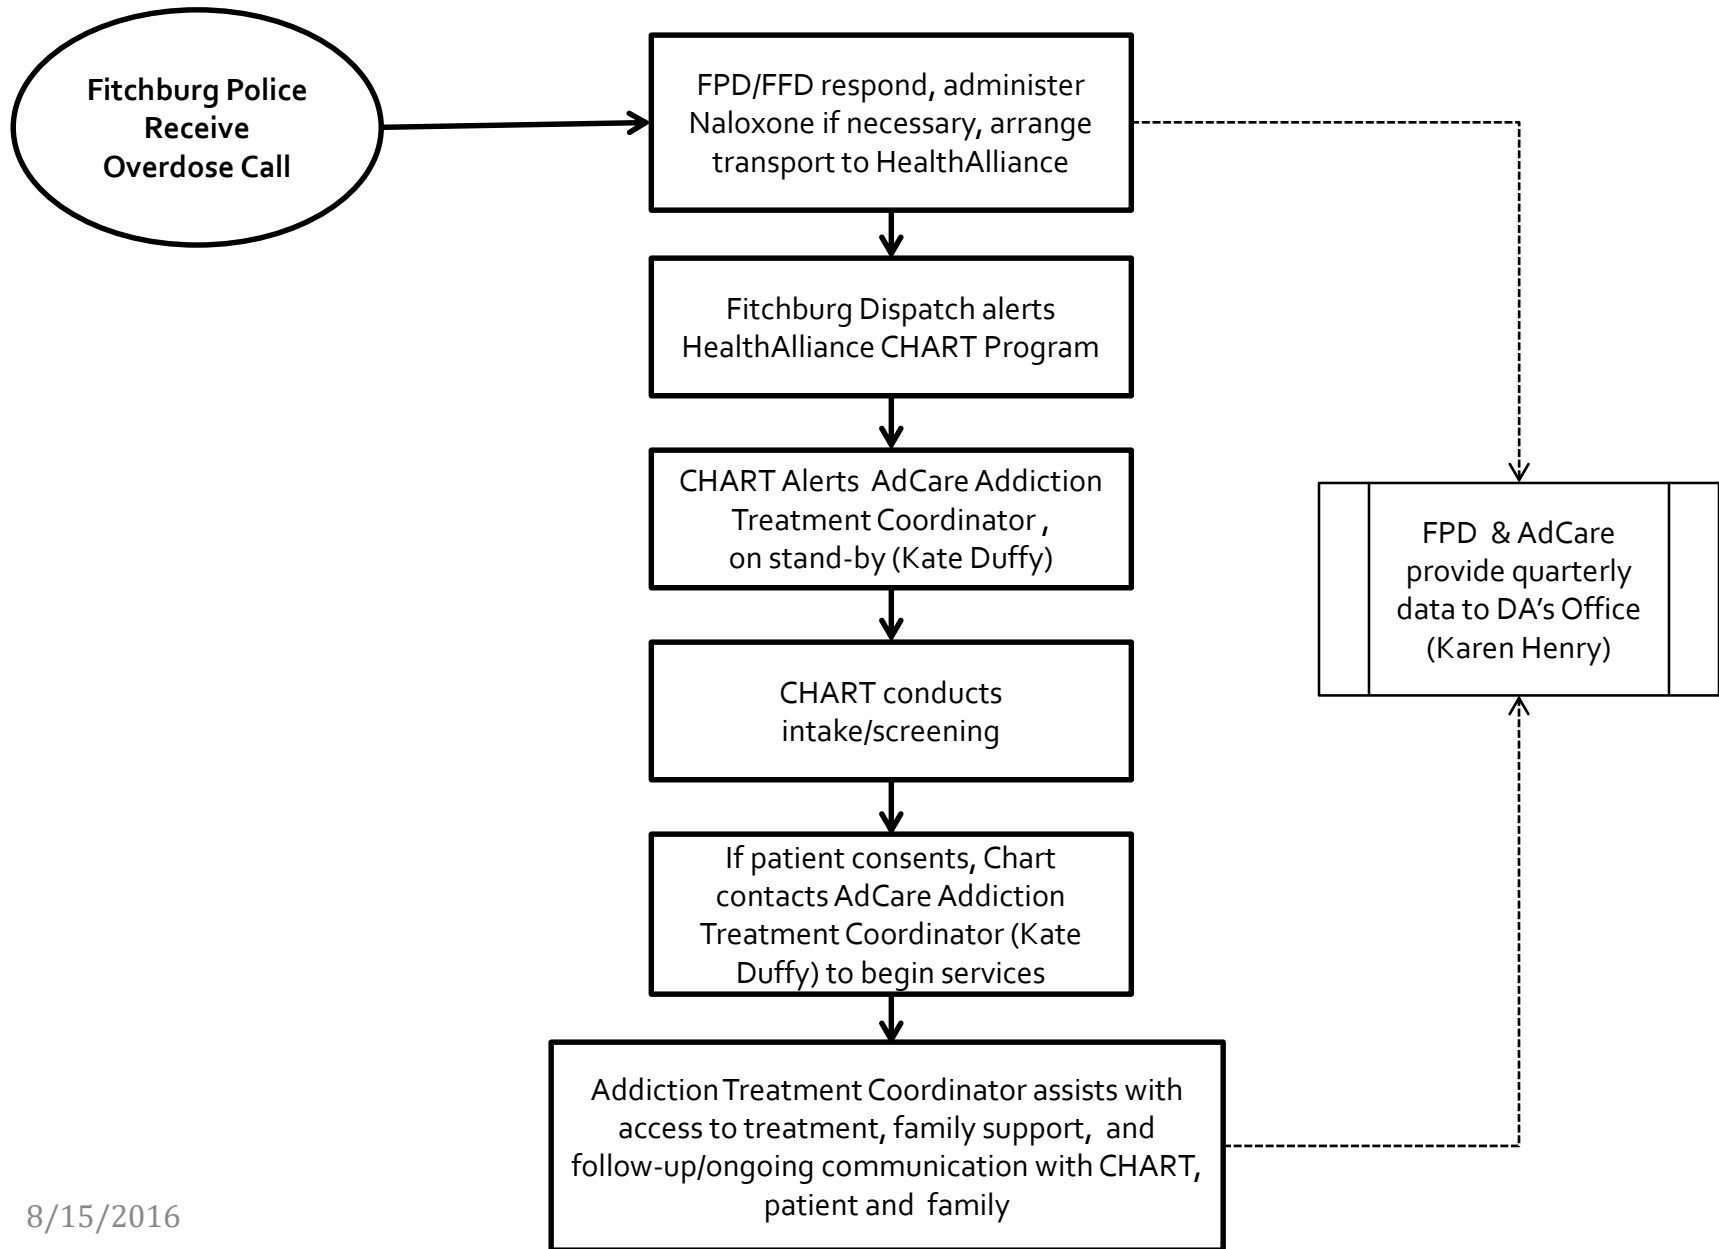 Fitchburg Police
Receive
Overdose Call
FPD/FFD respond, administer
Naloxone if necessary, arrange
transport to HealthAlliance
Fitchburg Dispatch alerts
HealthAlliance CHART Program
CHART Alerts AdCare Addiction
Treatment Coordinator ,
on stand-by (Kate Duffy)
CHART conducts
intake/screening
If patient consents, Chart
contacts AdCare Addiction
Treatment Coordinator (Kate
Duffy) to begin services
Addiction Treatment Coordinator assists with
access to treatment, family support, and
follow-up/ongoing communication with CHART,
patient and family
FPD & AdCare
provide quarterly
data to DA’s Office
(Karen Henry)
8/15/2016